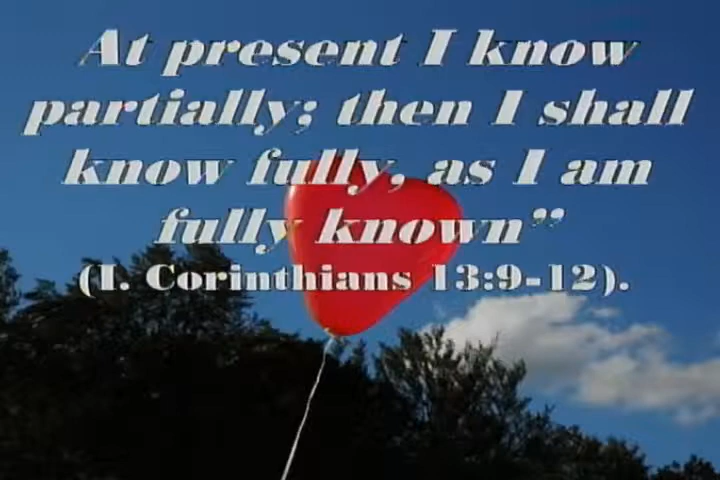 At present I know
partially; then I shall
know fully, as I am
fully known”
(I. Corinthians 13:9-12).